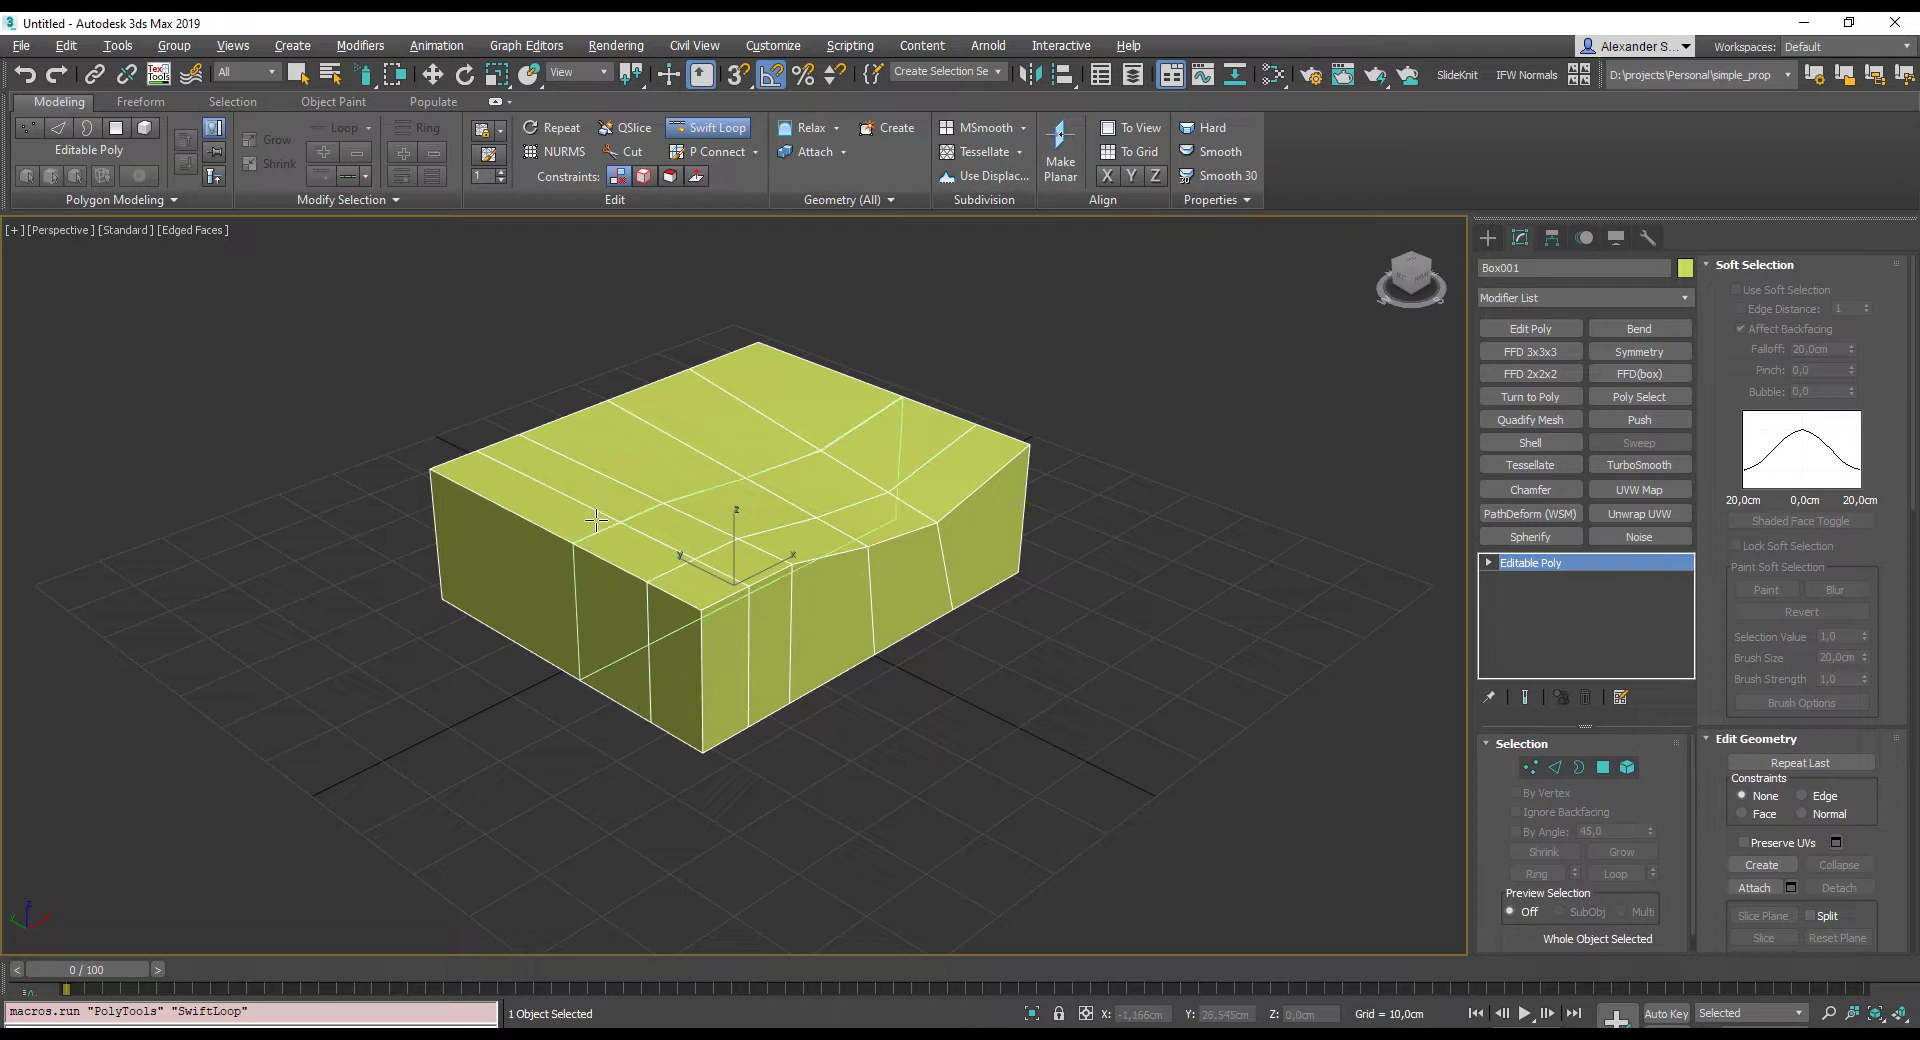 Untitled - Autodesk 3ds Max 2019
File Edit Tools Group Views Create Modifiers Animation Graph Editors Rendering Civil View Customize Scripting Content Arnold Interactive Help
Alexander S... Workspaces: Default
Tex Tools All View Create Selection Se SlideKnit IFW Normals D:\projects\Personal\simple_prop
Modeling Freeform Selection Object Paint Populate
Loop Ring Repeat QSlice Swift Loop Relax Create MSmooth To View Hard
Editable Poly Grow NURMS Cut P Connect Attach Tessellate Make Planar To Grid Smooth
Shrink 1 Constraints: Use Displac... X Y Z 30 Smooth 30
Polygon Modeling Modify Selection Edit Geometry (All) Subdivision Align Properties
[+] [Perspective] [Standard] [Edged Faces]
z
y
x
z
y
Box001
Modifier List
Edit Poly Bend
FFD 3x3x3 Symmetry
FFD 2x2x2 FFD(box)
Turn to Poly Poly Select
Quadify Mesh Push
Shell Sweep
Tessellate TurboSmooth
Chamfer UVW Map
PathDeform (WSM) Unwrap UVW
Spherify Noise
Editable Poly
Selection
By Vertex
Ignore Backfacing
By Angle: 45,0
Shrink Grow
Ring Loop
Preview Selection
Off SubObj Multi
Whole Object Selected
Soft Selection
Use Soft Selection
Edge Distance: 1
Affect Backfacing
Falloff: 20,0cm
Pinch: 0,0
Bubble: 0,0
20,0cm 0,0cm 20,0cm
Shaded Face Toggle
Lock Soft Selection
Paint Soft Selection
Paint Blur
Revert
Selection Value 1,0
Brush Size 20,0cm
Brush Strength 1,0
Brush Options
Edit Geometry
Repeat Last
Constraints
None Edge
Face Normal
Preserve UVs
Create Collapse
Attach Detach
Slice Plane Split
Slice Reset Plane
< 0 / 100 >
macros.run "PolyTools" "SwiftLoop"
1 Object Selected X: -1,166cm Y: 26,545cm Z: 0,0cm Grid = 10,0cm Auto Key Selected